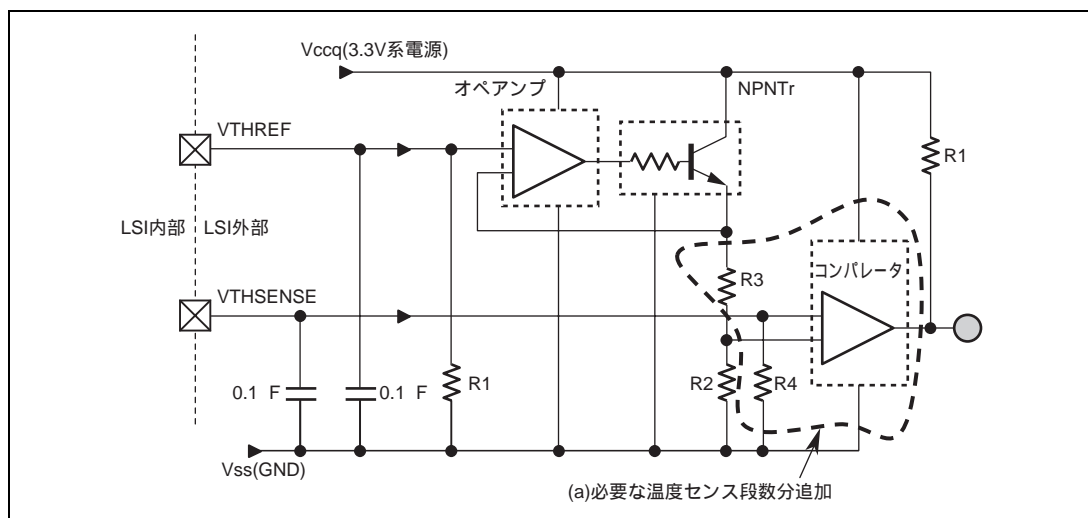 Vccq(3.3V系電源)
オペアンプ
NPNTr
VTHREF
R1
LSI内部
LSI外部
コンパレータ
R3
VTHSENSE
0.1 F
0.1 F
R1
R2
R4
Vss(GND)
(a)必要な温度センス段数分追加